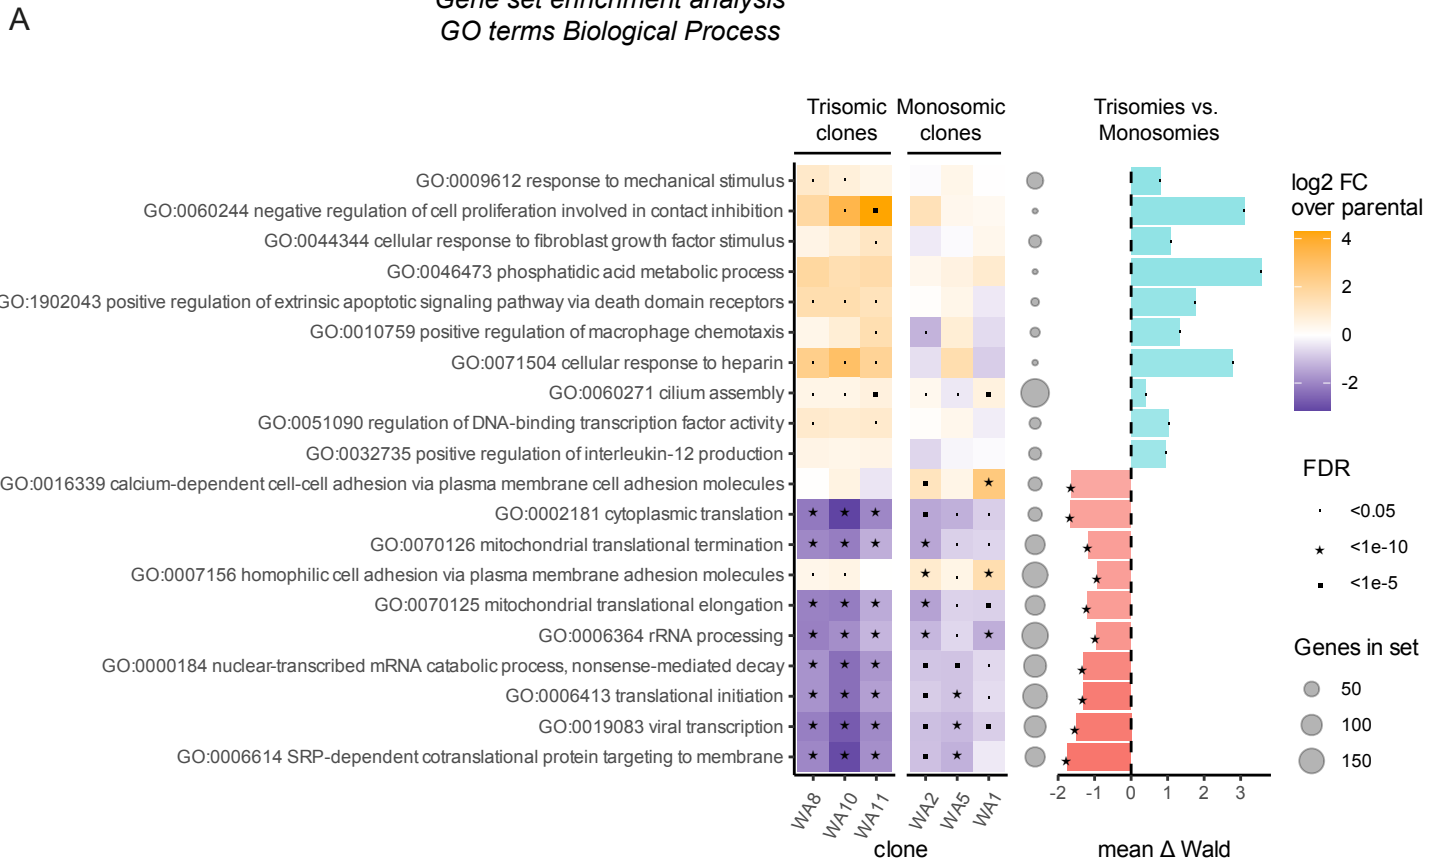 A
Gene set enrichment analysis
GO terms Biological Process
Trisomic clones
Monosomic clones
Trisomies vs. Monosomies
GO:0009612 response to mechanical stimulus
GO:0060244 negative regulation of cell proliferation involved in contact inhibition
GO:0044344 cellular response to fibroblast growth factor stimulus
GO:0046473 phosphatidic acid metabolic process
GO:1902043 positive regulation of extrinsic apoptotic signaling pathway via death domain receptors
GO:0010759 positive regulation of macrophage chemotaxis
GO:0071504 cellular response to heparin
GO:0060271 cilium assembly
GO:0051090 regulation of DNA-binding transcription factor activity
GO:0032735 positive regulation of interleukin-12 production
GO:0016339 calcium-dependent cell-cell adhesion via plasma membrane cell adhesion molecules
GO:0002181 cytoplasmic translation
GO:0070126 mitochondrial translational termination
GO:0007156 homophilic cell adhesion via plasma membrane adhesion molecules
GO:0070125 mitochondrial translational elongation
GO:0006364 rRNA processing
GO:0000184 nuclear-transcribed mRNA catabolic process, nonsense-mediated decay
GO:0006413 translational initiation
GO:0019083 viral transcription
GO:0006614 SRP-dependent cotranslational protein targeting to membrane
WA8 WA10 WA11 WA2 WA5 WA1
clone
-2 -1 0 1 2 3
mean Δ Wald
log2 FC
over parental
4
2
0
-2
FDR
<0.05
<1e-10
<1e-5
Genes in set
50
100
150